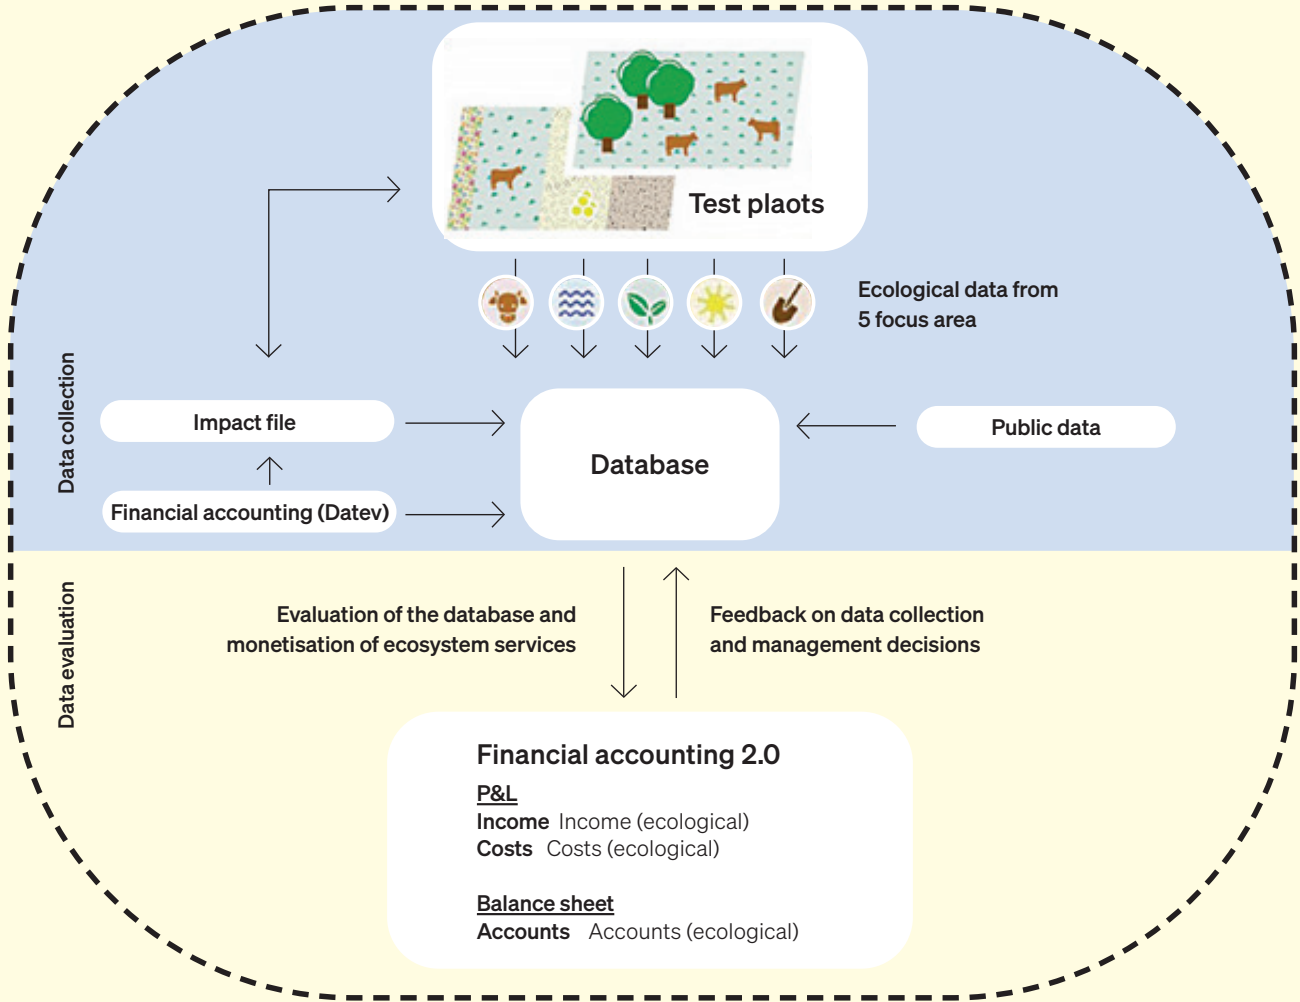 Test plaots
Ecological data from
5 focus area
Data collection
Impact file
Database
Public data
Financial accounting (Datev)
Data evaluation
Evaluation of the database and
monetisation of ecosystem services
Feedback on data collection
and management decisions
Financial accounting 2.0
P&L
Income Income (ecological)
Costs Costs (ecological)
Balance sheet
Accounts Accounts (ecological)